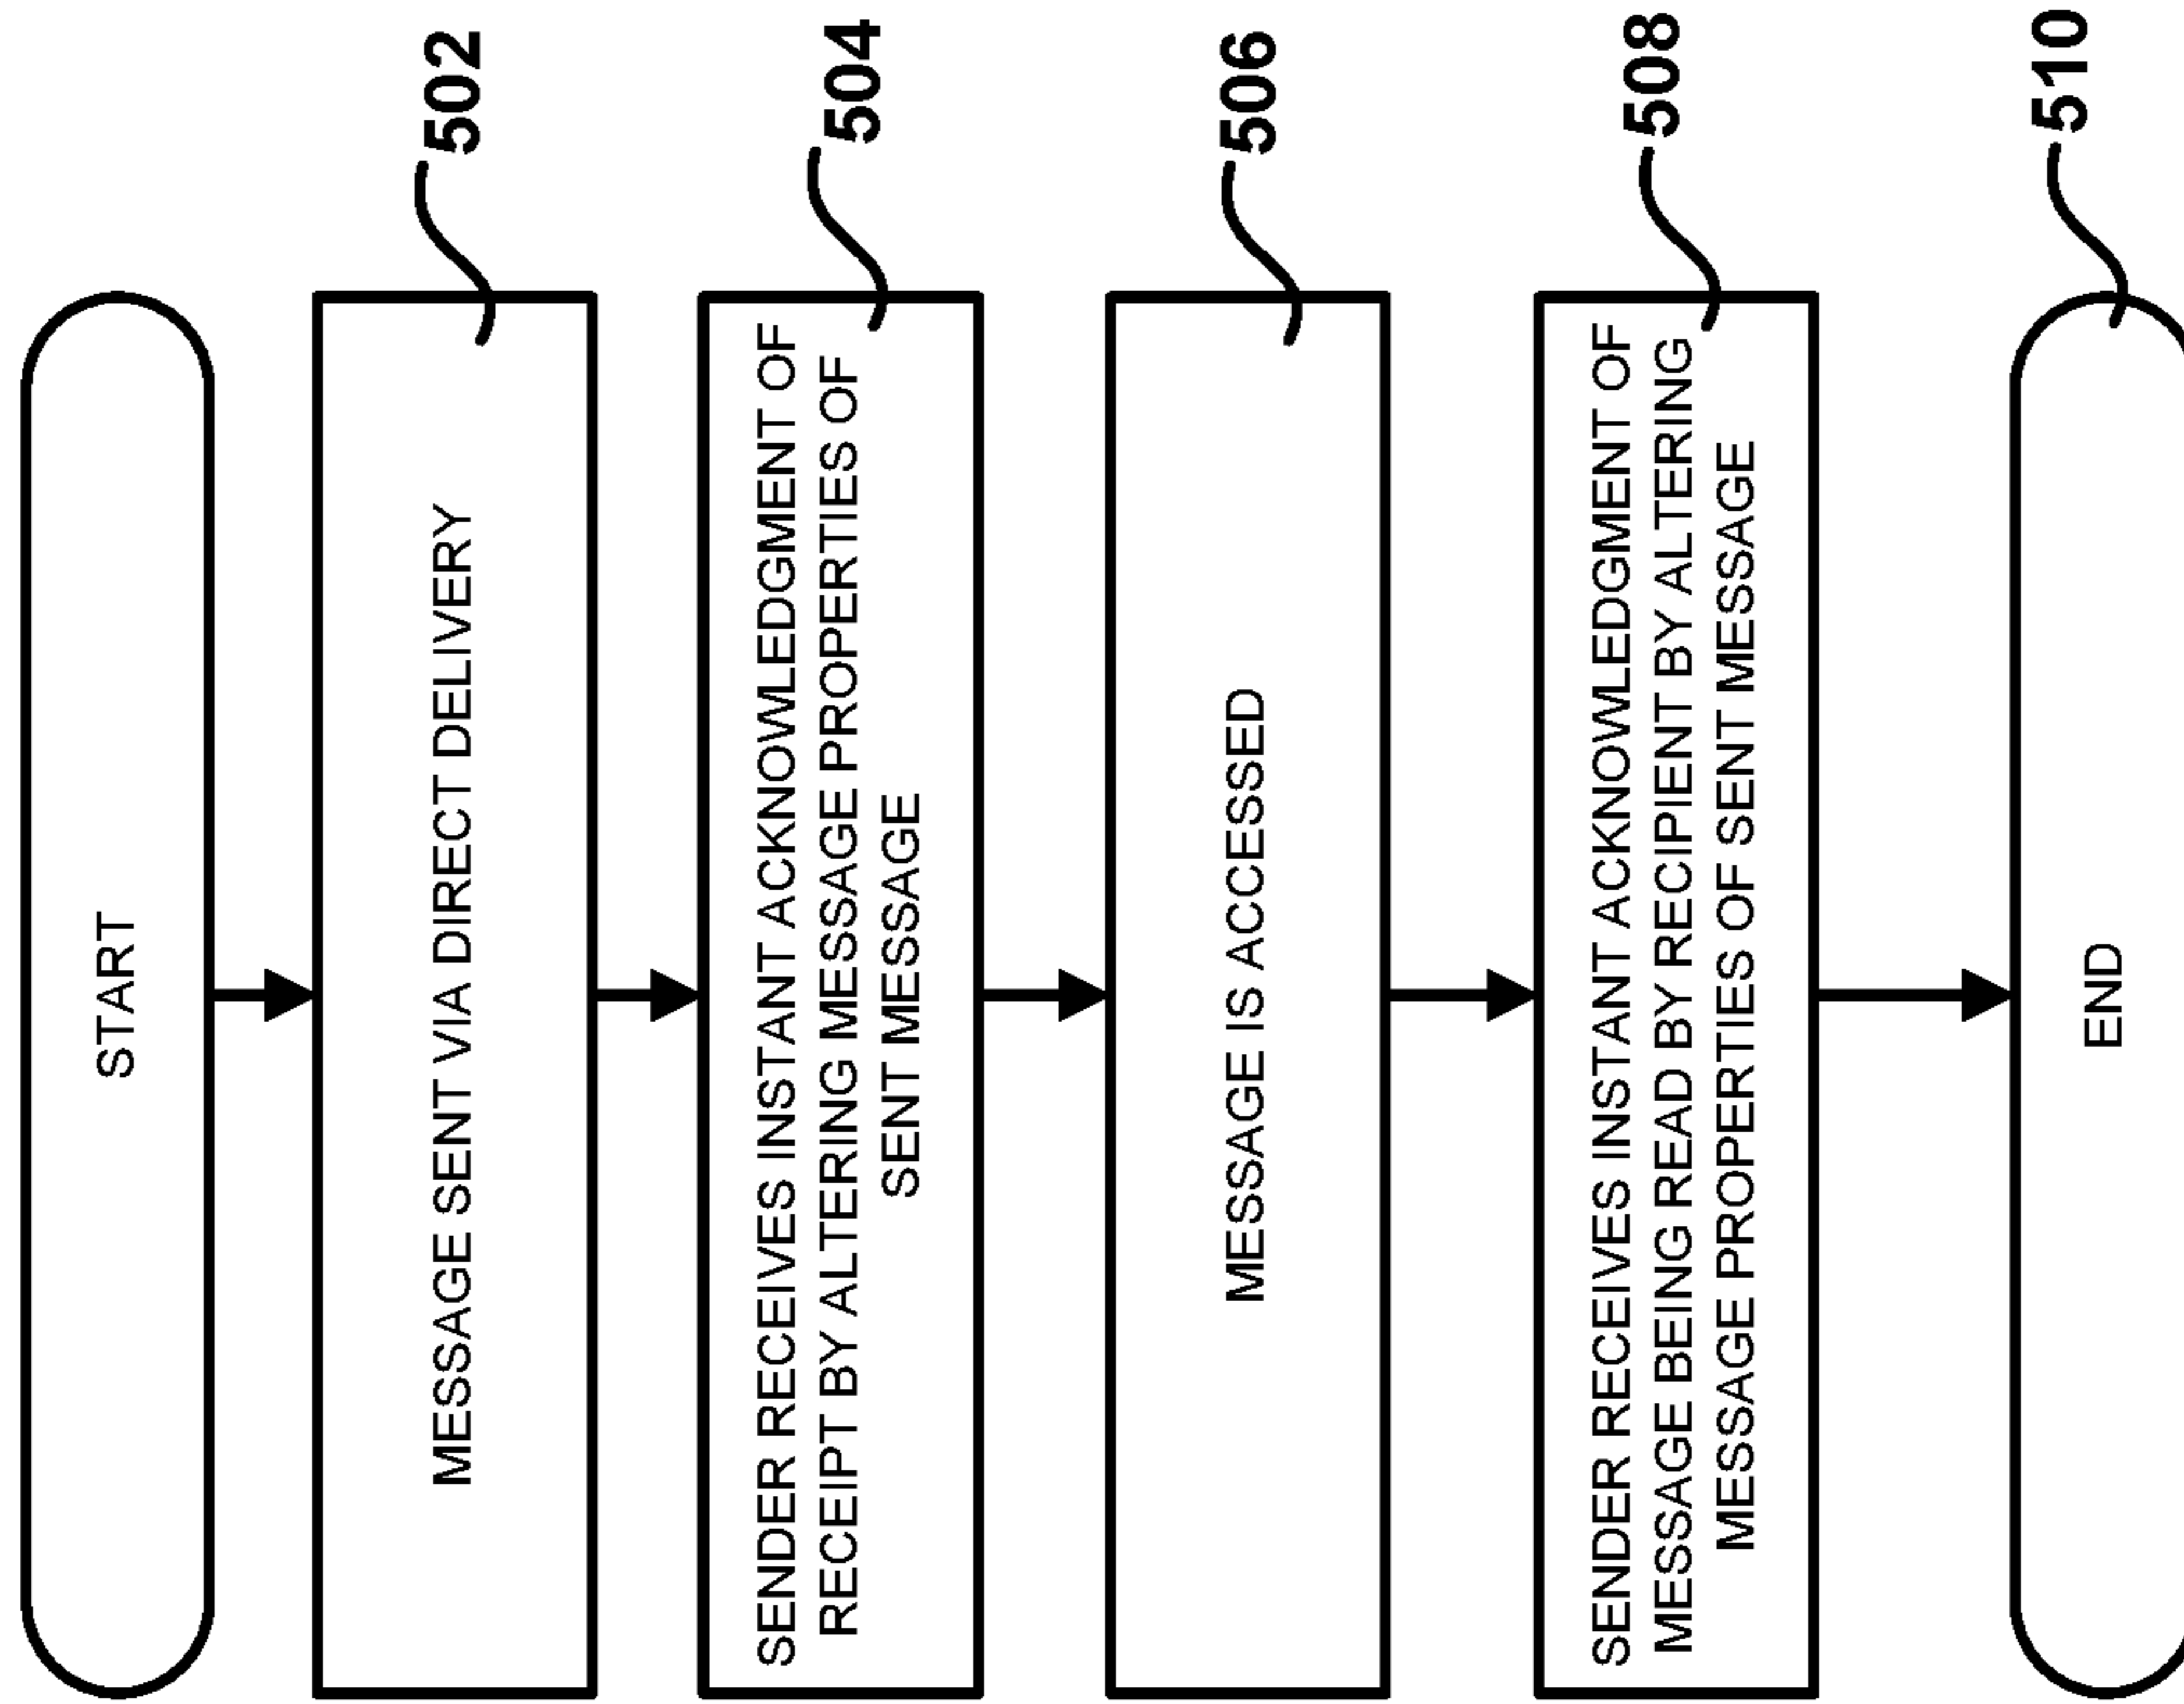 START
MESSAGE SENT VIA DIRECT DELIVERY
502
SENDER RECEIVES INSTANT ACKNOWLEDGMENT OF
RECEIPT BY ALTERING MESSAGE PROPERTIES OF
SENT MESSAGE
504
MESSAGE IS ACCESSED
506
SENDER RECEIVES INSTANT ACKNOWLEDGMENT OF
MESSAGE BEING READ BY RECIPIENT BY ALTERING
MESSAGE PROPERTIES OF SENT MESSAGE
508
END
510